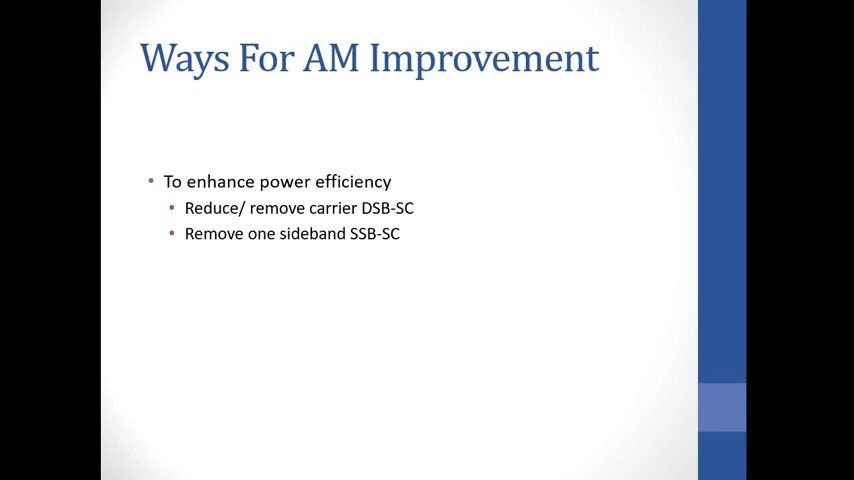 Ways For AM Improvement
• To enhance power efficiency
• Reduce/ remove carrier DSB-SC
• Remove one sideband SSB-SC